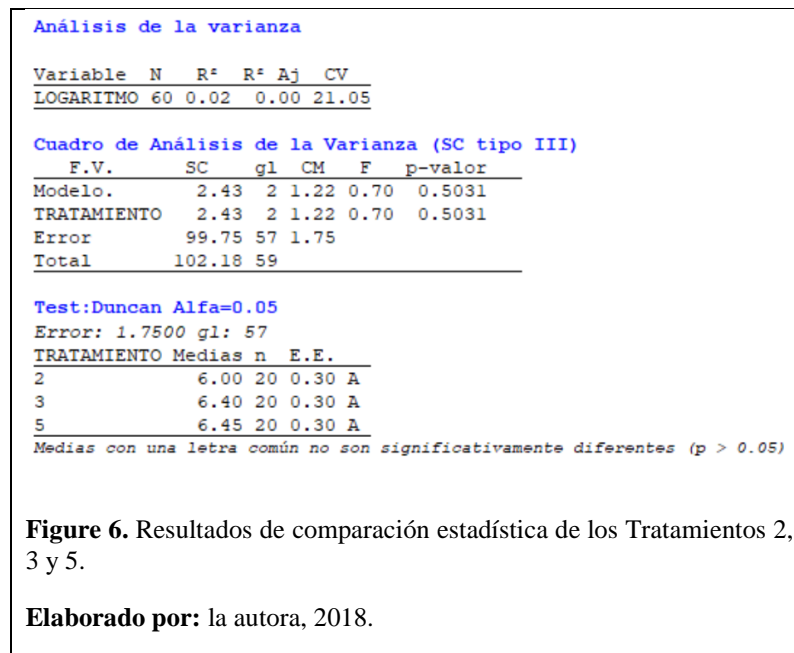 Análisis de la varianza
Variable N R² R² Aj CV
LOGARITMO 60 0.02 0.00 21.05
Cuadro de Análisis de la Varianza (SC tipo III)
F.V. SC gl CM F p-valor
Modelo. 2.43 2 1.22 0.70 0.5031
TRATAMIENTO 2.43 2 1.22 0.70 0.5031
Error 99.75 57 1.75
Total 102.18 59
Test:Duncan Alfa=0.05
Error: 1.7500 gl: 57
TRATAMIENTO Medias n E.E.
2 6.00 20 0.30 A
3 6.40 20 0.30 A
5 6.45 20 0.30 A
Medias con una letra común no son significativamente diferentes (p > 0.05)
Figure 6. Resultados de comparación estadística de los Tratamientos 2,
3 y 5.
Elaborado por: la autora, 2018.